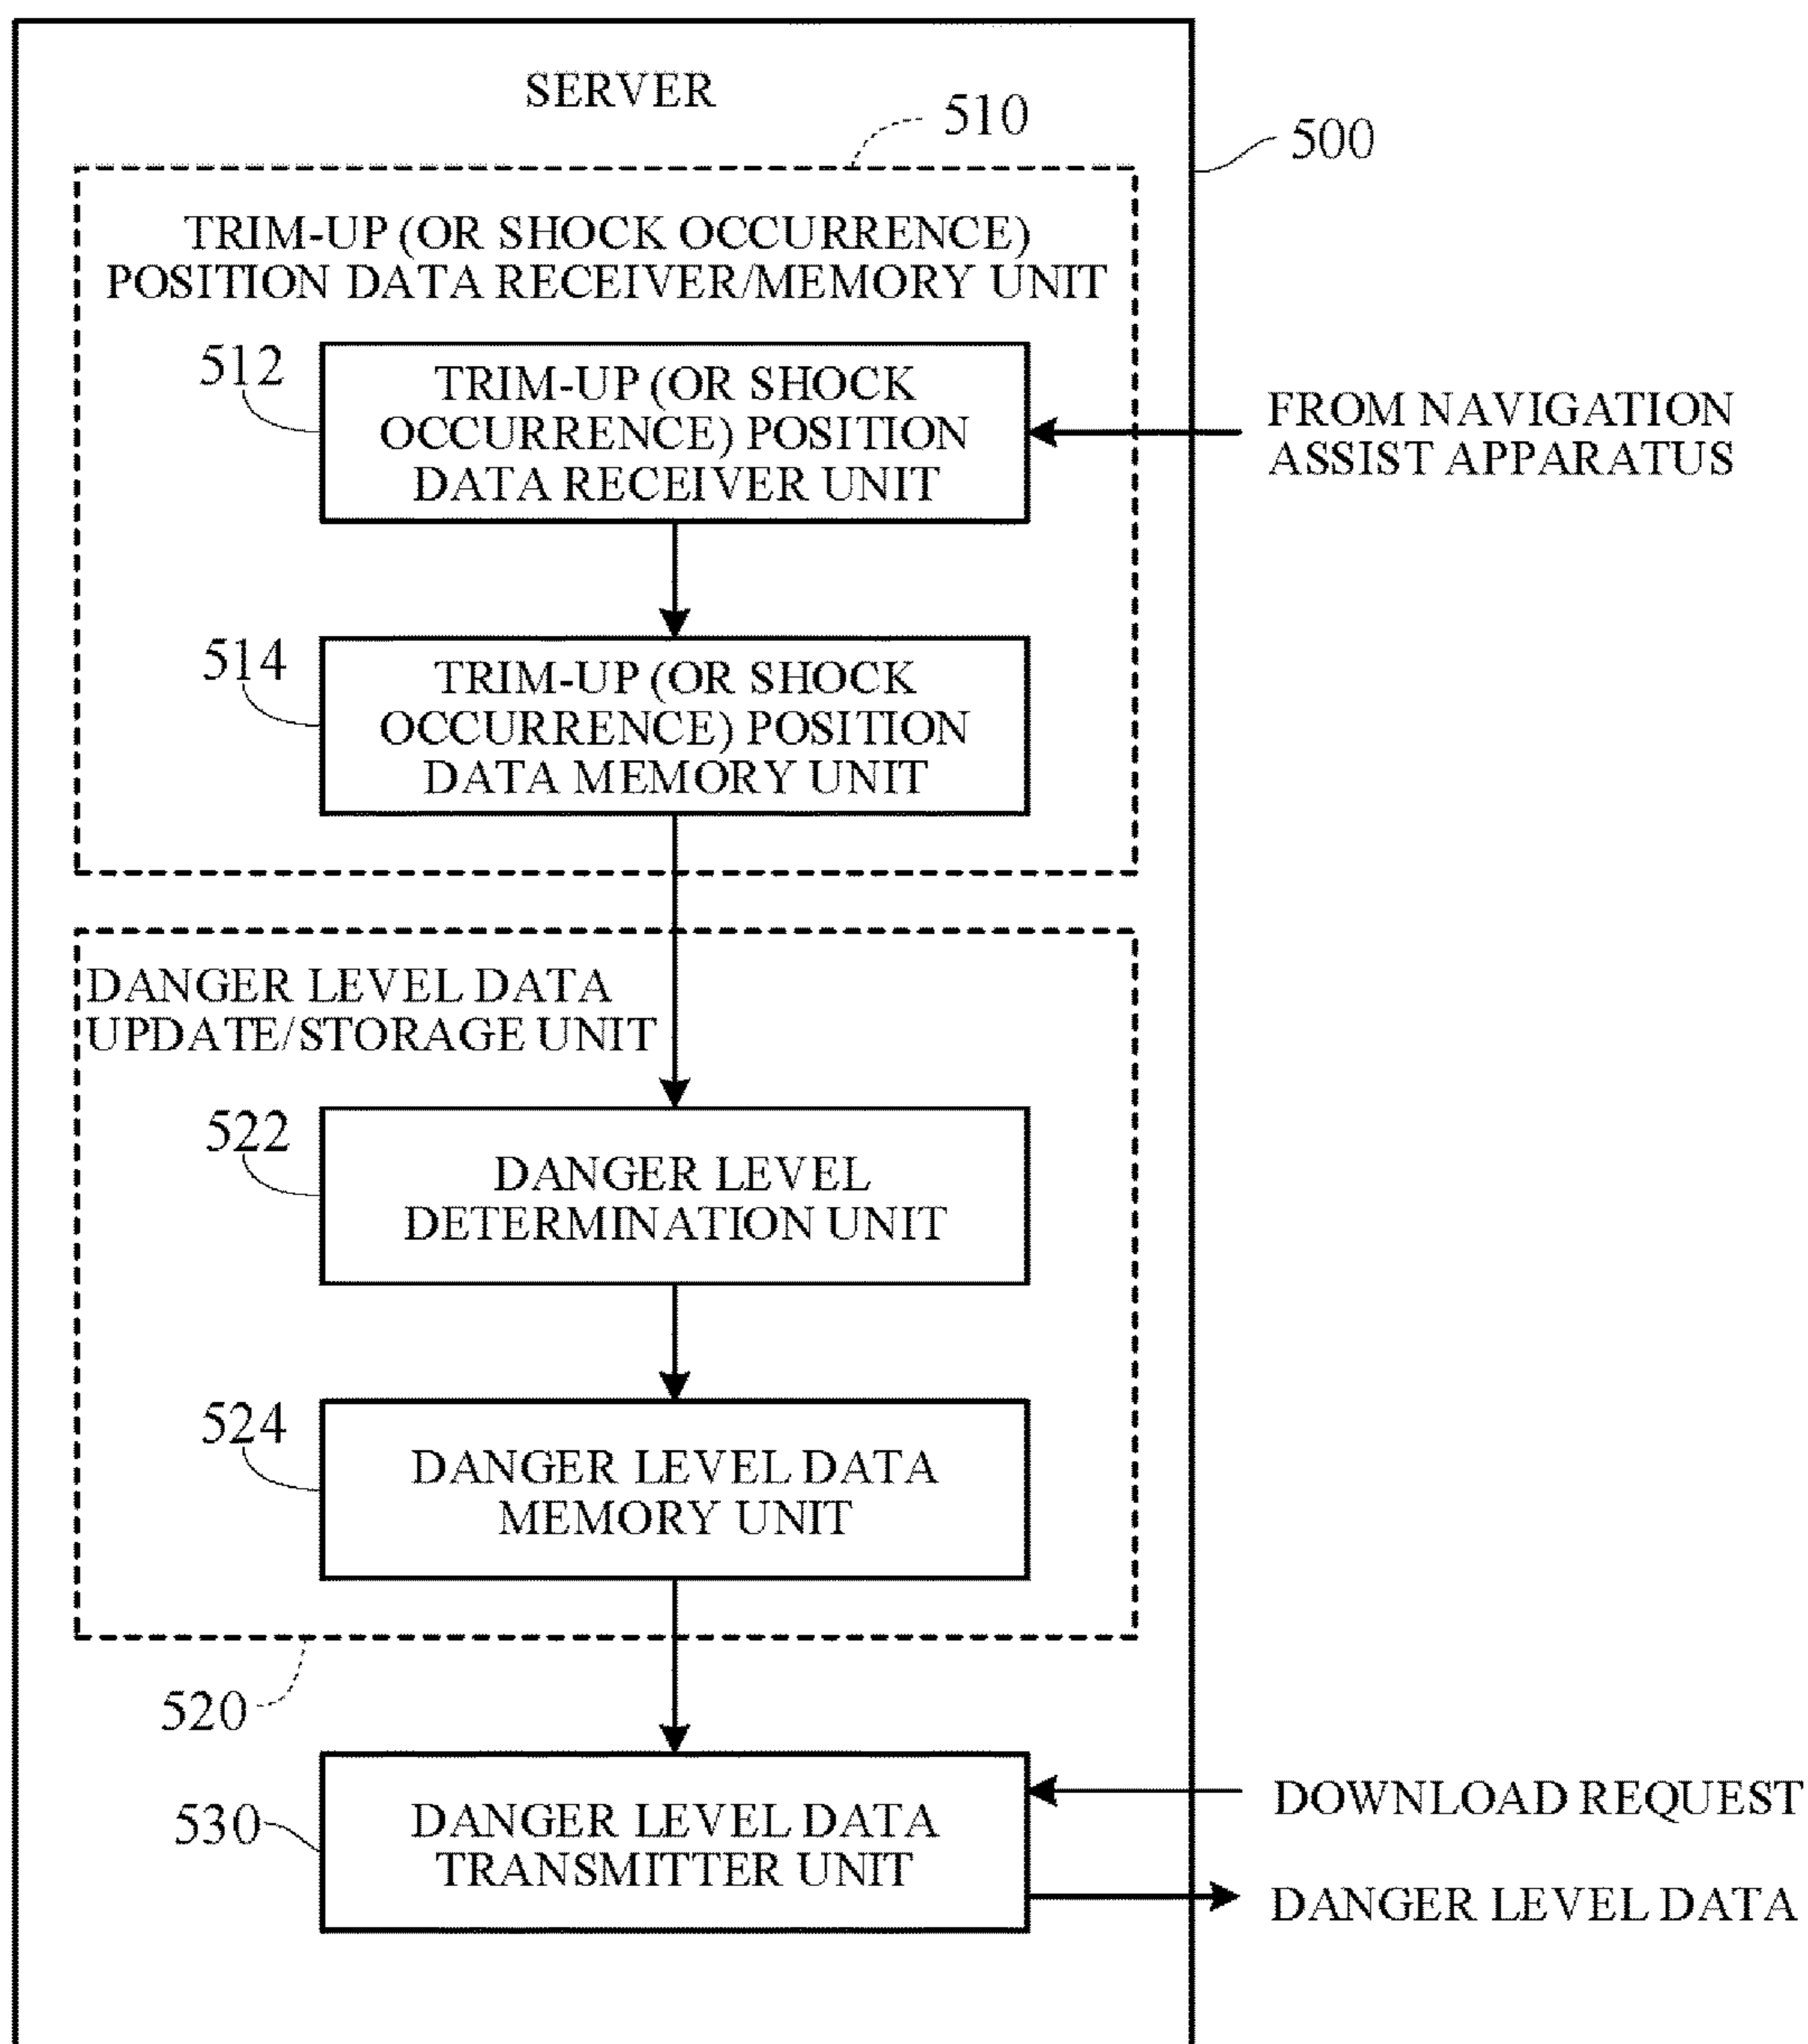 SERVER
510
500
TRIM-UP (OR SHOCK OCCURRENCE)
POSITION DATA RECEIVER/MEMORY UNIT
512
TRIM-UP (OR SHOCK
OCCURRENCE) POSITION
DATA RECEIVER UNIT
FROM NAVIGATION
ASSIST APPARATUS
514
TRIM-UP (OR SHOCK
OCCURRENCE) POSITION
DATA MEMORY UNIT
DANGER LEVEL DATA
UPDATE/STORAGE UNIT
522
DANGER LEVEL
DETERMINATION UNIT
524
DANGER LEVEL DATA
MEMORY UNIT
520
530
DANGER LEVEL DATA
TRANSMITTER UNIT
DOWNLOAD REQUEST
DANGER LEVEL DATA